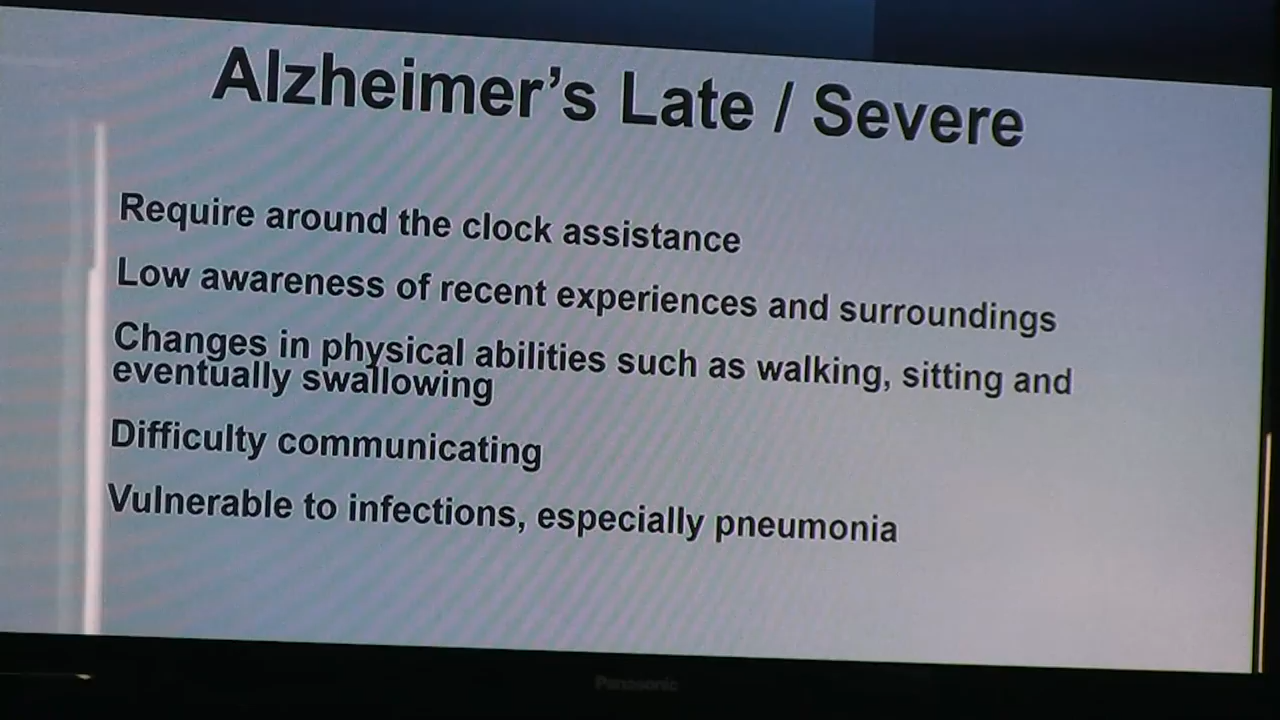 Alzheimer's Late / Severe
Require around the clock assistance
Low awareness of recent experiences and surroundings
Changes in physical abilities such as walking, sitting and
eventually swallowing
Difficulty communicating
Vulnerable to infections, especially pneumonia
Panasonic